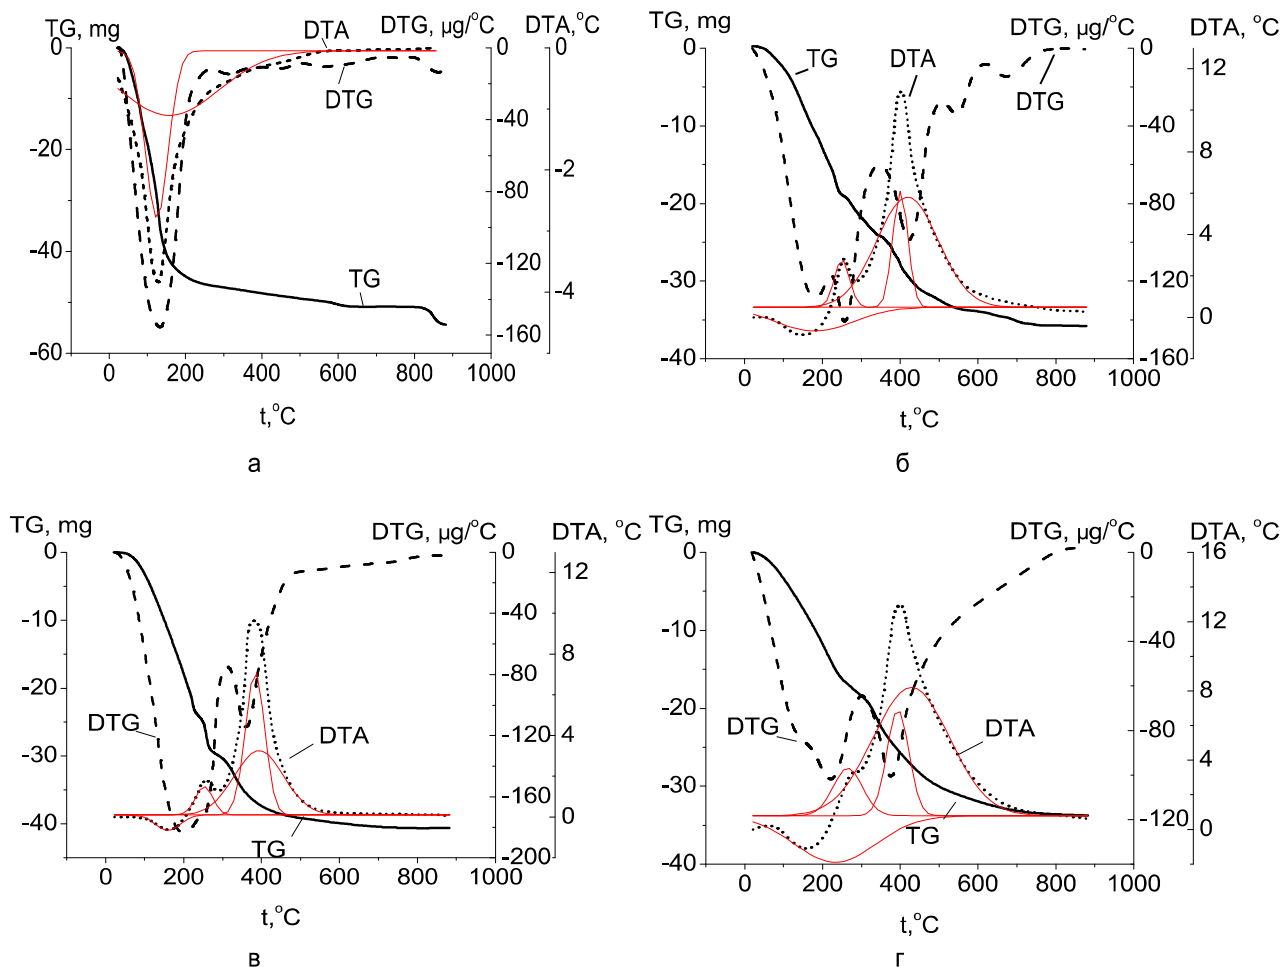 TG, mg DTG, µg/°C DTA,°C
DTA
0 0 0
DTG
-20 -40
-2
-80
-40 TG -120 -4
-160
-60
0 200 400 600 800 1000
t,°C
а
TG, mg DTG, µg/°C DTA, °C
0 TG DTA 0 12
DTG
-10 -40 8
-20 -80 4
-30 -120 0
-40 -160
0 200 400 600 800 1000
t,°C
б
TG, mg DTG, µg/°C DTA, °C
0 0 12
-10 -40
-20 -80 8
DTG DTA
-30 -120 4
-160 0
-40 TG
-200
0 200 400 600 800 1000
t,°C
в
TG, mg DTG, µg/°C DTA, °C
0 0 16
-10 -40 12
-20 DTG DTA -80 8
-30 4
TG -120 0
-40
0 200 400 600 800 1000
t,°C
г